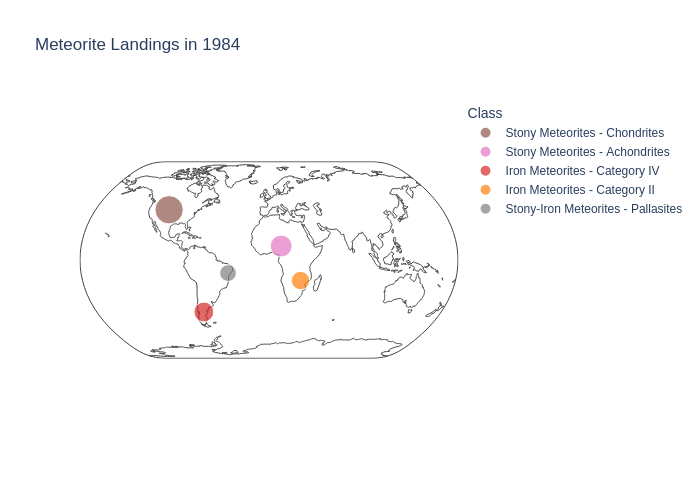 Meteorite Landings in 1984
Class
Stony Meteorites - Chondrites
Stony Meteorites - Achondrites
Iron Meteorites - Category IV
Iron Meteorites - Category II
Stony-Iron Meteorites - Pallasites